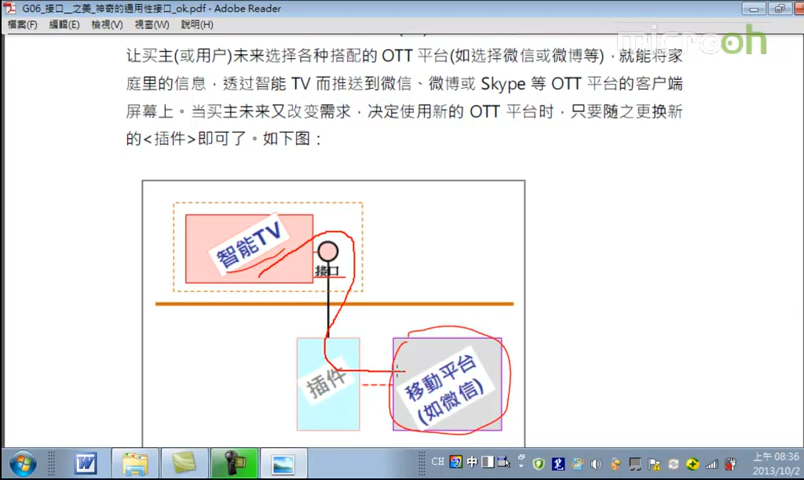 G06_接口__之美_神奇的通用性接口_ok.pdf - Adobe Reader
檔案(F) 編輯(E) 檢視(V) 視窗(W) 說明(H)
microoh
让买主(或用户)未来选择各种搭配的 OTT 平台(如选择微信或微博等)，就能将家
庭里的信息，透过智能 TV 而推送到微信、微博或 Skype 等 OTT 平台的客户端
屏幕上。当买主未来又改变需求，决定使用新的 OTT 平台时，只要随之更换新
的<插件>即可了。如下图：
智能TV
接口
插件
移動平台
(如微信)
CH
中
上午 08:36
2013/10/2